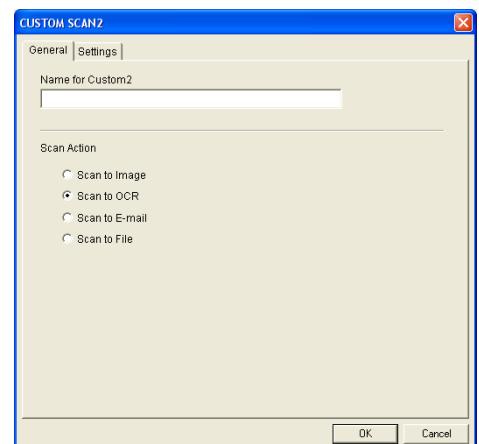 CUSTOM SCAN2
General Settings
Name for Custom2
Scan Action
Scan to Image
Scan to OCR
Scan to E-mail
Scan to File
OK Cancel